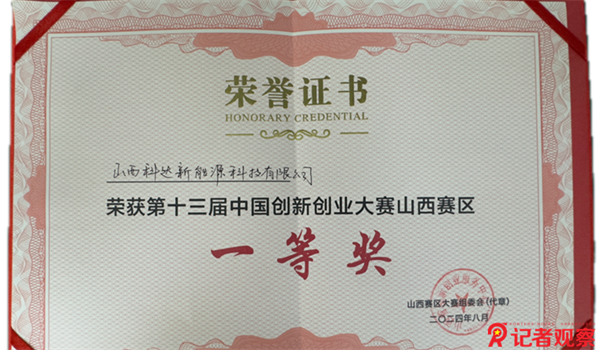 荣誉证书
HONORARY CREDENTIAL
山西科达新能源科技有限公司
荣获第十三届中国创新创业大赛山西赛区
一等奖
山西赛区大赛组委会(代章)
二〇二四年八月
记者观察